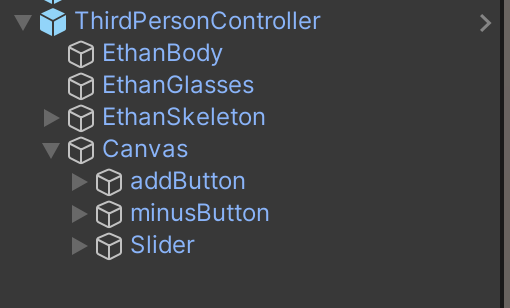 ThirdPersonController
EthanBody
EthanGlasses
EthanSkeleton
Canvas
addButton
minusButton
Slider